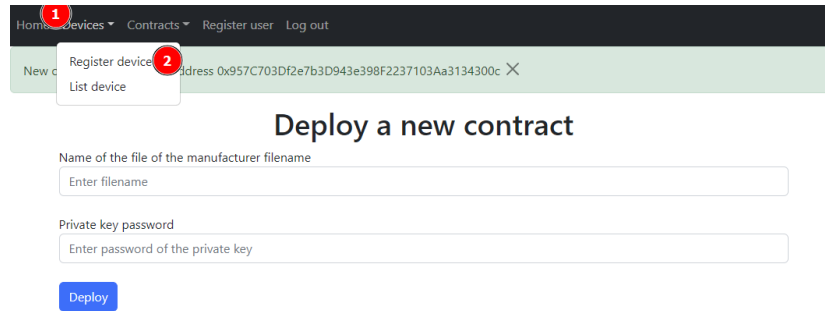 Home Devices Contracts Register user Log out
1
Register device 2
List device
New ddress 0x957C703Df2e7b3D943e398F2237103Aa3134300c
Deploy a new contract
Name of the file of the manufacturer filename
Enter filename
Private key password
Enter password of the private key
Deploy